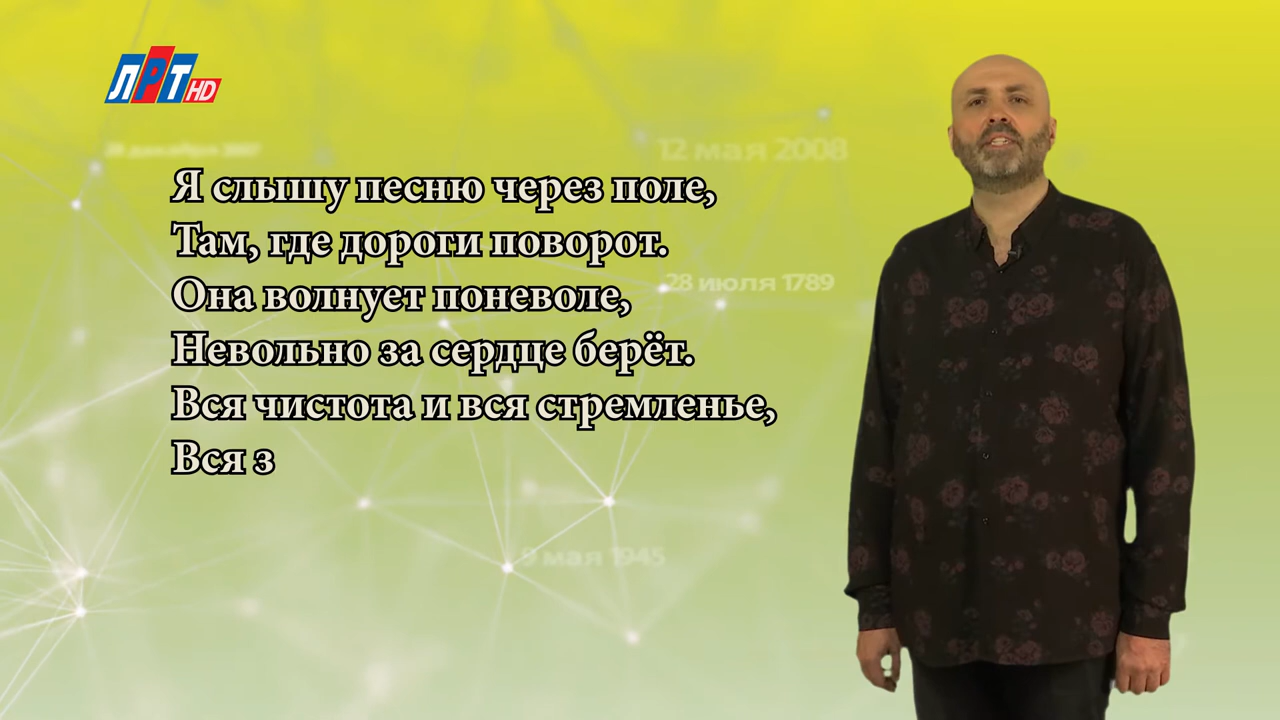 ЛРТ HD
12 мая 2008
Я слышу песню через поле,
Там, где дороги поворот.
28 июля 1789
Она волнует поневоле,
Невольно за сердце берёт.
Вся чистота и вся стремленье,
Вся з
9 мая 1945